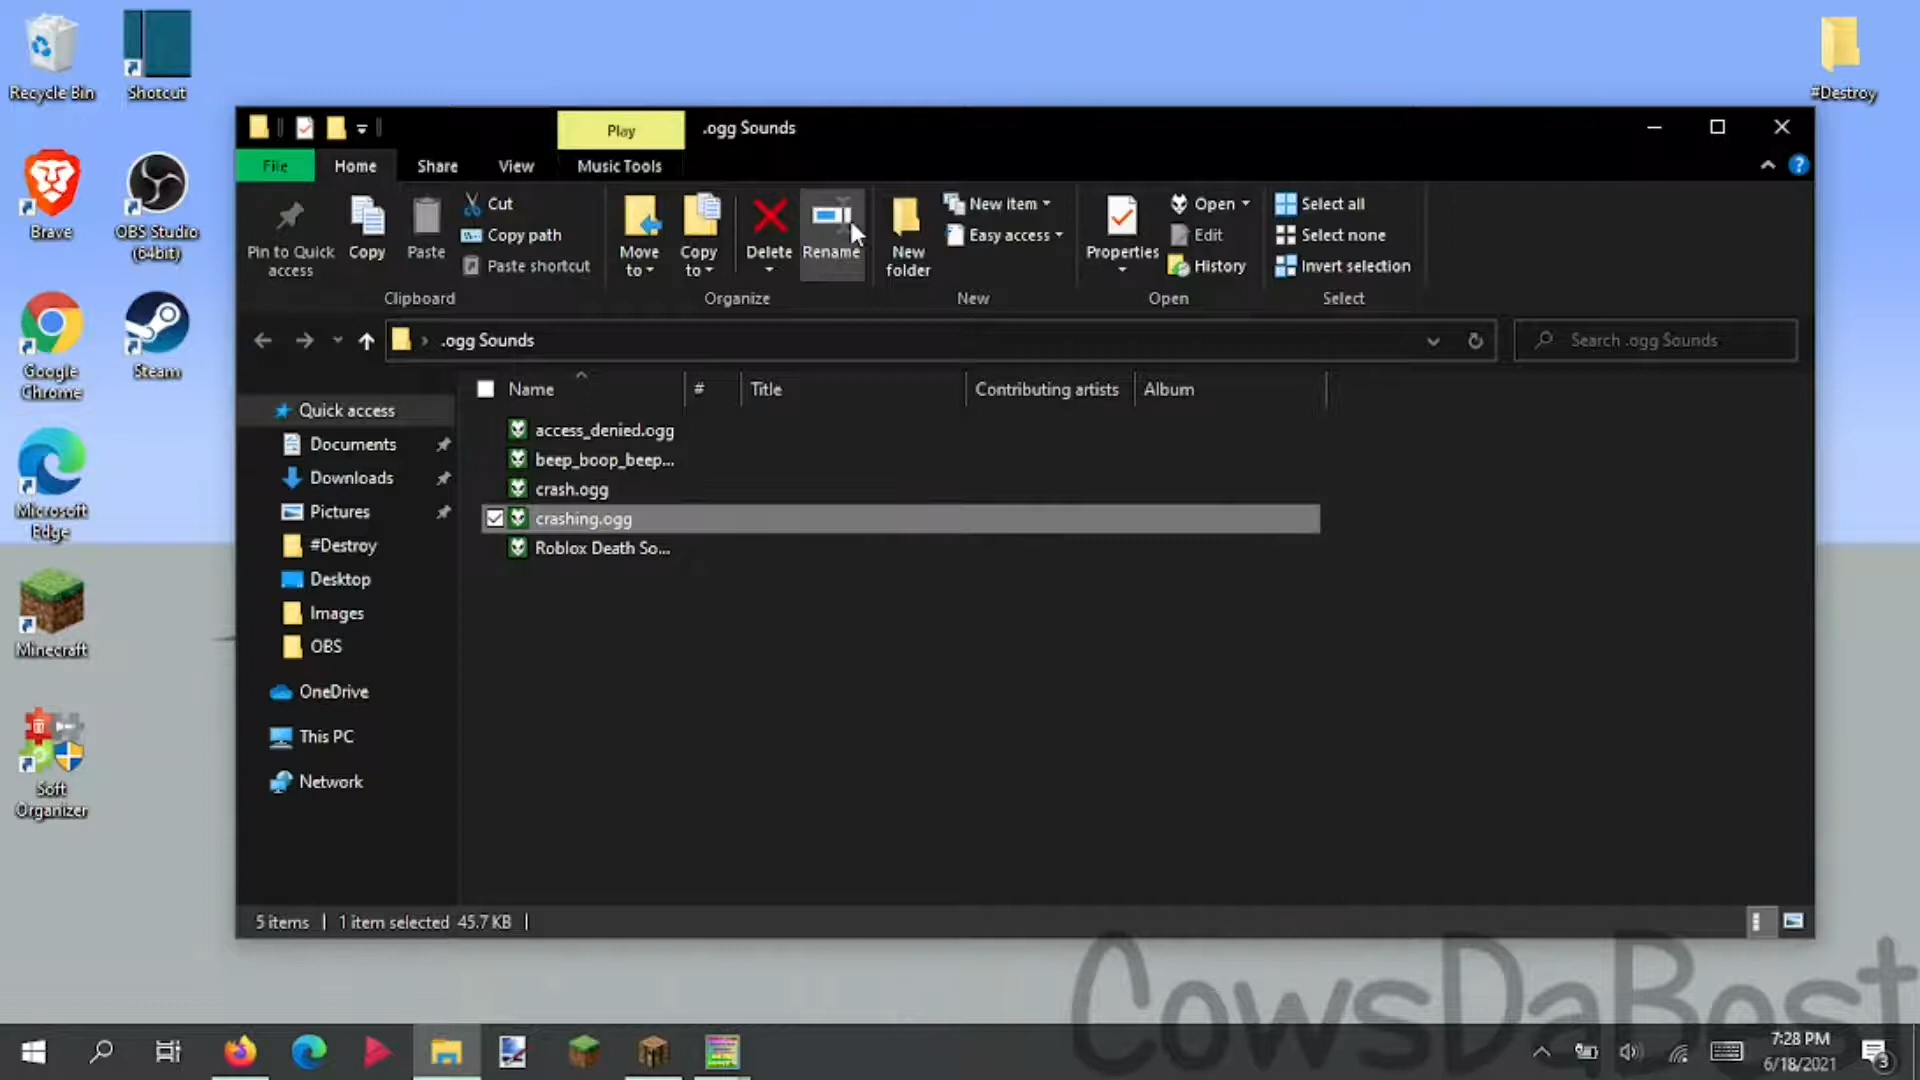 Recycle Bin
Shotcut
#Destroy
Play
.ogg Sounds
File
Home
Share
View
Music Tools
Brave
OBS Studio
(64bit)
Pin to Quick
access
Copy
Paste
Cut
Copy path
Paste shortcut
Clipboard
Move
to
Copy
to
Delete
Rename
Organize
New
folder
New item
Easy access
New
Properties
Open
Edit
History
Open
Select all
Select none
Invert selection
Select
.ogg Sounds
Search .ogg Sounds
Google
Chrome
Steam
Name
#
Title
Contributing artists
Album
Quick access
Documents
Downloads
Pictures
#Destroy
Desktop
Images
OBS
OneDrive
This PC
Network
access_denied.ogg
beep_boop_beep...
crash.ogg
crashing.ogg
Roblox Death So...
Microsoft
Edge
Minecraft
Soft
Organizer
5 items
1 item selected 45.7 KB
CowsDaBest
7:28 PM
6/18/2021
3